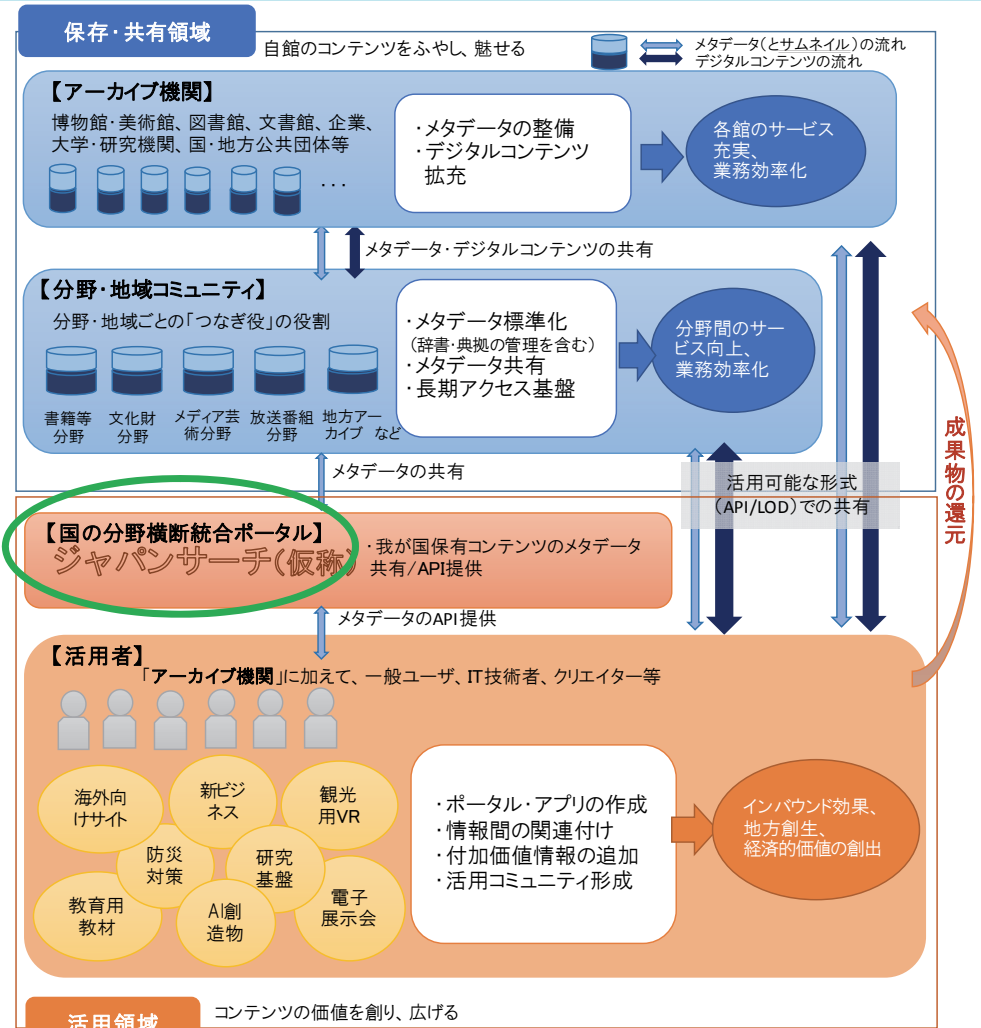 保存・共有領域
自館のコンテンツをふやし、魅せる
メタデータ(とサムネイル)の流れ
デジタルコンテンツの流れ
【アーカイブ機関】
博物館・美術館、図書館、文書館、企業、
大学・研究機関、国・地方公共団体等
・・・
・メタデータの整備
・デジタルコンテンツ
拡充
各館のサービス
充実、
業務効率化
メタデータ・デジタルコンテンツの共有
【分野・地域コミュニティ】
分野・地域ごとの「つなぎ役」の役割
書籍等
分野
文化財
分野
メディア芸
術分野
放送番組
分野
地方アー
カイブ など
・メタデータ標準化
(辞書・典拠の管理を含む)
・メタデータ共有
・長期アクセス基盤
分野間のサー
ビス向上、
業務効率化
メタデータの共有
活用可能な形式
(API/LOD)での共有
成果物の還元
【国の分野横断統合ポータル】
ジャパンサーチ(仮称)
・我が国保有コンテンツのメタデータ
共有/API提供
メタデータのAPI提供
【活用者】
「アーカイブ機関」に加えて、一般ユーザ、IT技術者、クリエイター等
海外向
けサイト
新ビジ
ネス
観光
用VR
防災
対策
研究
基盤
教育用
教材
AI創
造物
電子
展示会
・ポータル・アプリの作成
・情報間の関連付け
・付加価値情報の追加
・活用コミュニティ形成
インバウンド効果、
地方創生、
経済的価値の創出
活用領域
コンテンツの価値を創り、広げる